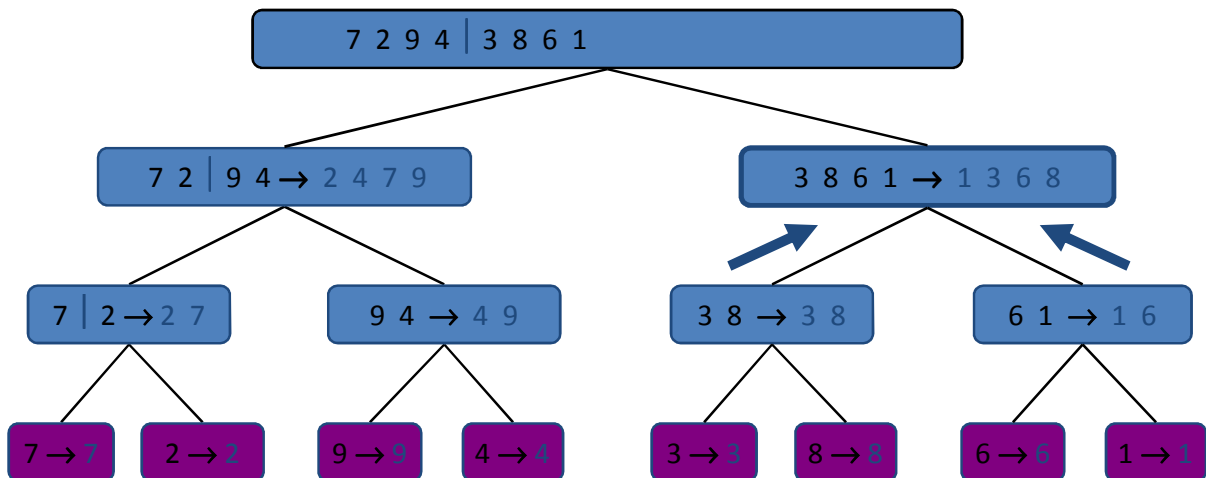 7 2 9 4 | 3 8 6 1
7 2 | 9 4 → 2 4 7 9
3 8 6 1 → 1 3 6 8
7 | 2 → 2 7
9 4 → 4 9
3 8 → 3 8
6 1 → 1 6
7 → 7
2 → 2
9 → 9
4 → 4
3 → 3
8 → 8
6 → 6
1 → 1